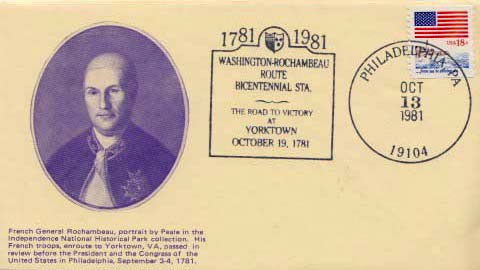 1781 1981
WASHINGTON-ROCHAMBEAU
ROUTE
BICENTENNIAL STA.
THE ROAD TO VICTORY
AT
YORKTOWN
OCTOBER 19, 1781
PHILADELPHIA, PA
OCT
13
1981
19104
USA 18c
French General Rochambeau, portrait by Peale in the
Independence National Historical Park collection. His
French troops, enroute to Yorktown, VA, passed in
review before the President and the Congress of the
United States in Philadelphia, September 3-4, 1781.